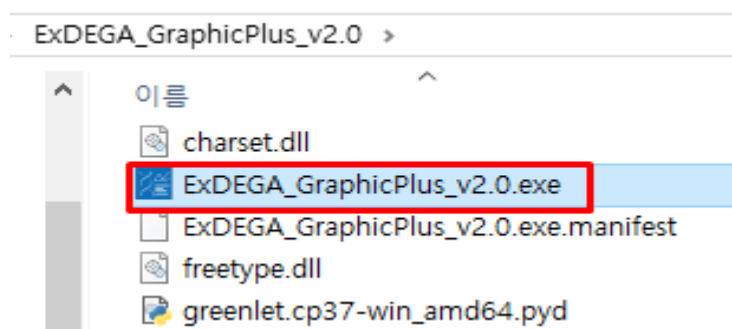 ExDEGA_GraphicPlus_v2.0 >
이름
charset.dll
ExDEGA_GraphicPlus_v2.0.exe
ExDEGA_GraphicPlus_v2.0.exe.manifest
freetype.dll
greenlet.cp37-win_amd64.pyd